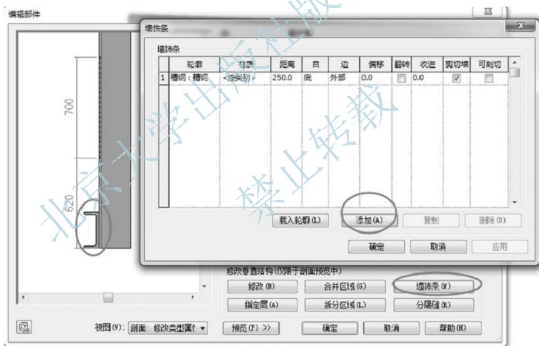 编辑部件
墙饰条
墙饰条
轮廓 材质 距离 自 边 偏移 翻转 收进 剪切墙 可剖切
1 槽钢 : 槽钢 <按类别> 250.0 底 外部 0.0 0.0
700
620
载入轮廓(L) 添加(A) 复制 删除(D)
确定 取消 应用
修改垂直结构(仅限于剖面预览中)
修改(M) 合并区域(G) 墙饰条(W)
指定层(A) 拆分区域(L) 分隔缝(R)
视图(V): 剖面: 修改类型属性 预览(P) >> 确定 取消 帮助(H)
北京大学出版社版
禁止转载